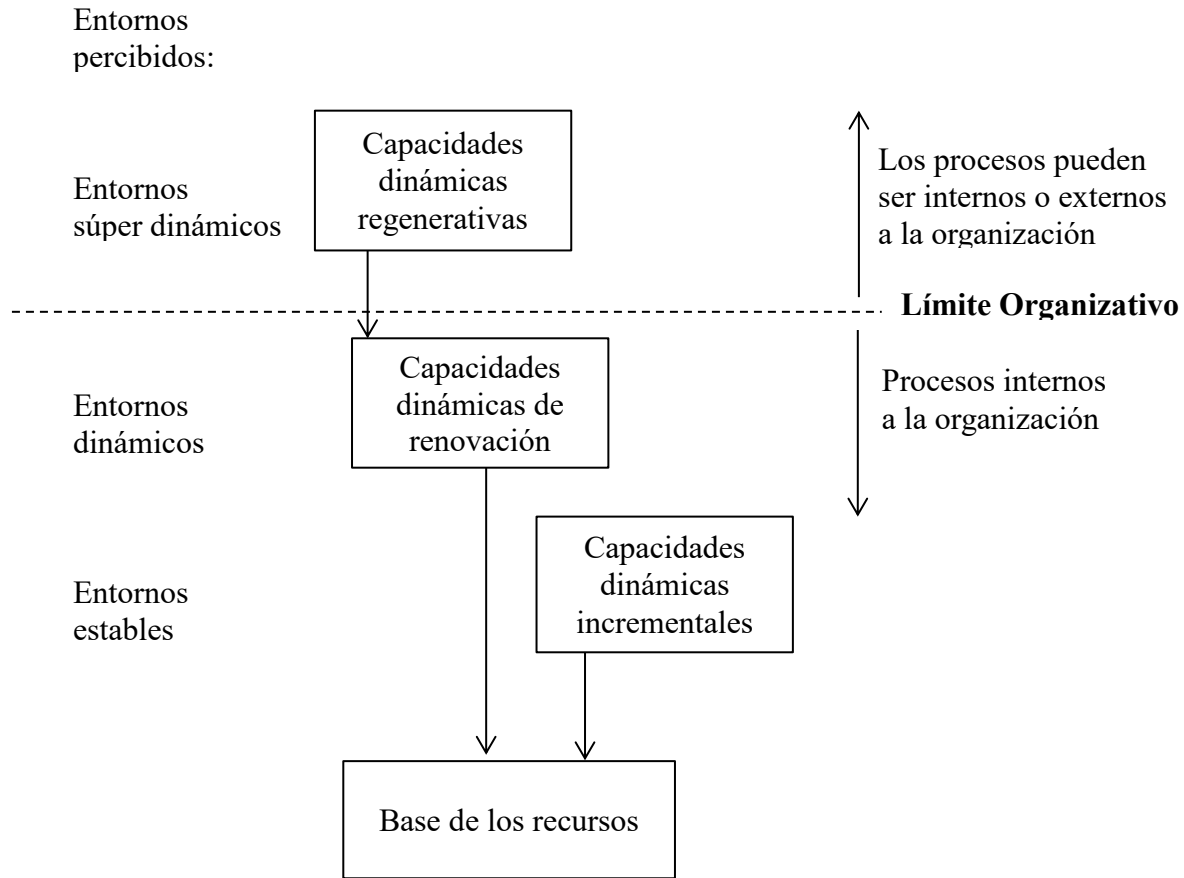 Entornos
percibidos:
Capacidades
dinámicas
regenerativas
Entornos
súper dinámicos
Los procesos pueden
ser internos o externos
a la organización
Límite Organizativo
Capacidades
dinámicas de
renovación
Entornos
dinámicos
Procesos internos
a la organización
Capacidades
dinámicas
incrementales
Entornos
estables
Base de los recursos